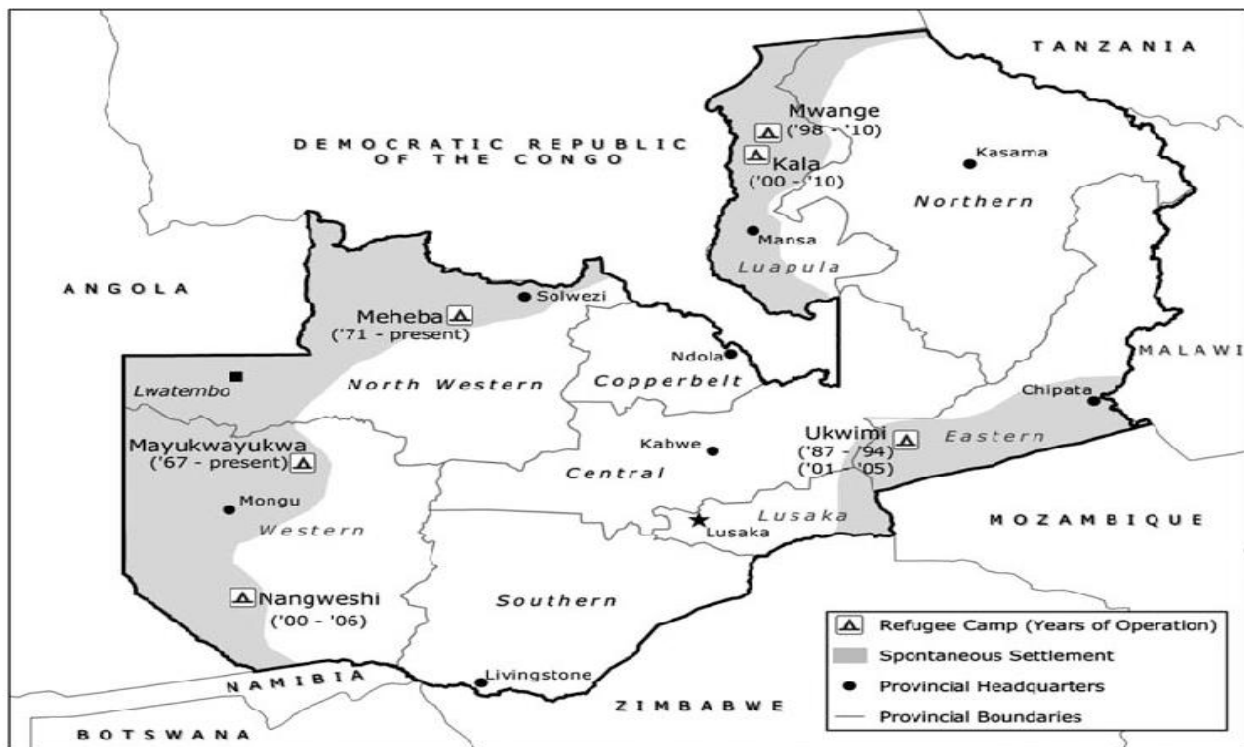 TANZANIA
Mwange
('98 - '10)
DEMOCRATIC REPUBLIC
OF THE CONGO
Kala
('00 - '10)
Kasama
Northern
Mansa
Luapula
ANGOLA
Solwezi
Meheba
('71 - present)
Ndola
MALAWI
Lwatembo
North Western
Copperbelt
Chipata
Mayukwayukwa
('67 - present)
Kabwe
Ukwimi
('87 - '94)
('01 - '05)
Eastern
Central
Mongu
Western
Lusaka
Lusaka
MOZAMBIQUE
Nangweshi
('00 - '06)
Southern
Livingstone
NAMIBIA
ZIMBABWE
BOTSWANA
Refugee Camp (Years of Operation)
Spontaneous Settlement
Provincial Headquarters
Provincial Boundaries